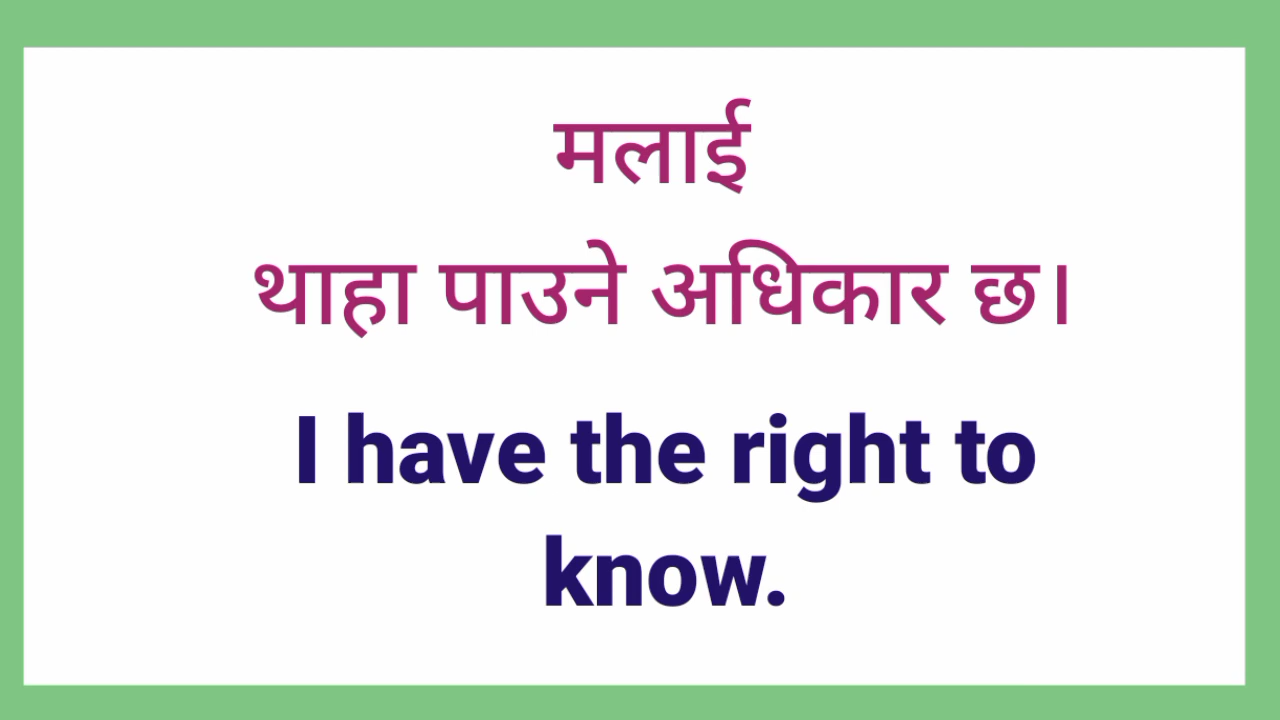 मलाई
थाहा पाउने अधिकार छ।
I have the right to
know.